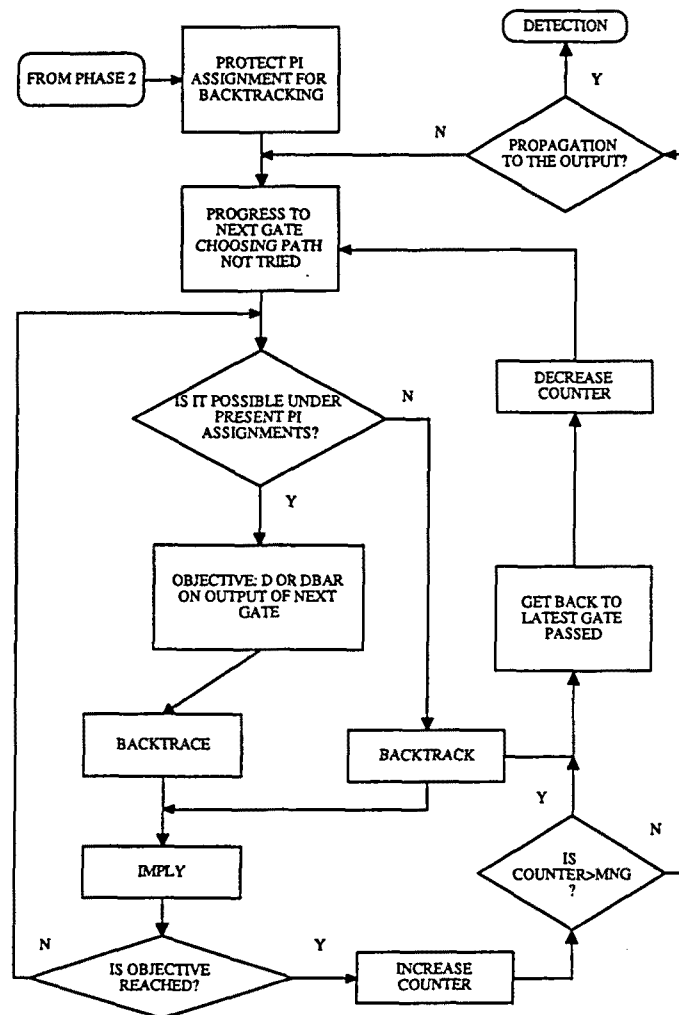 DETECTION
FROM PHASE 2
PROTECT PI
ASSIGNMENT FOR
BACKTRACKING
Y
N
PROPAGATION
TO THE OUTPUT?
PROGRESS TO
NEXT GATE
CHOOSING PATH
NOT TRIED
DECREASE
COUNTER
IS IT POSSIBLE UNDER
PRESENT PI
ASSIGNMENTS?
N
Y
OBJECTIVE: D OR DBAR
ON OUTPUT OF NEXT
GATE
GET BACK TO
LATEST GATE
PASSED
BACKTRACE
BACKTRACK
Y
N
IMPLY
IS
COUNTER>MNG
?
N
Y
IS OBJECTIVE
REACHED?
INCREASE
COUNTER